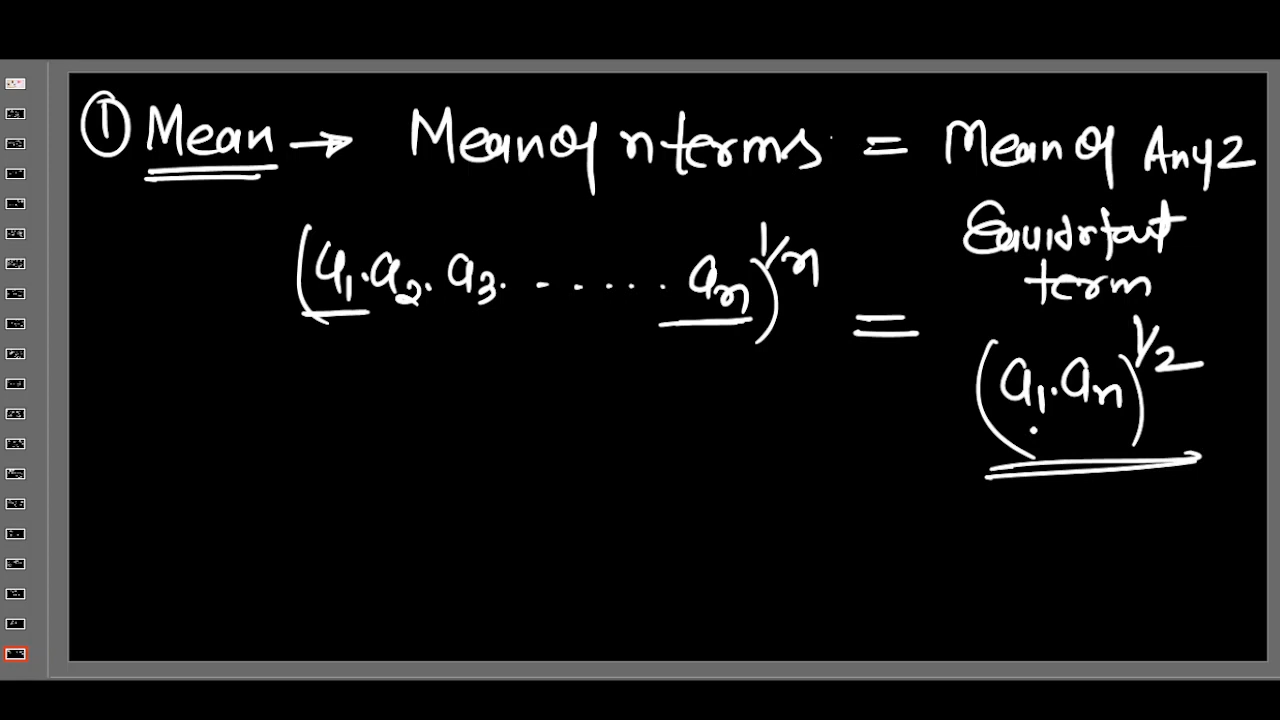 ① Mean → Mean of n terms = Mean of Any 2
Equidistant
term
(a₁.a₂.a₃. ...... aₙ)^1/n =
(a₁.aₙ)^1/2